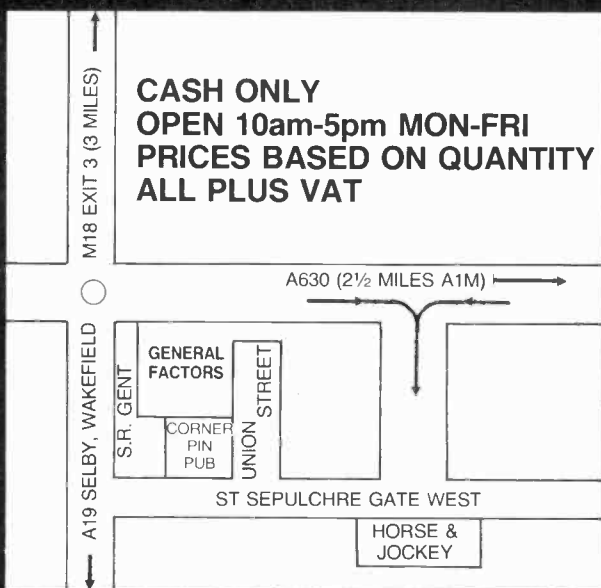 CASH ONLY
OPEN 10am-5pm MON-FRI
PRICES BASED ON QUANTITY
ALL PLUS VAT
M18 EXIT 3 (3 MILES)
A630 (2½ MILES A1M)
A19 SELBY, WAKEFIELD
S.R. GENT
GENERAL
FACTORS
CORNER
PIN
PUB
UNION
STREET
ST SEPULCHRE GATE WEST
HORSE &
JOCKEY